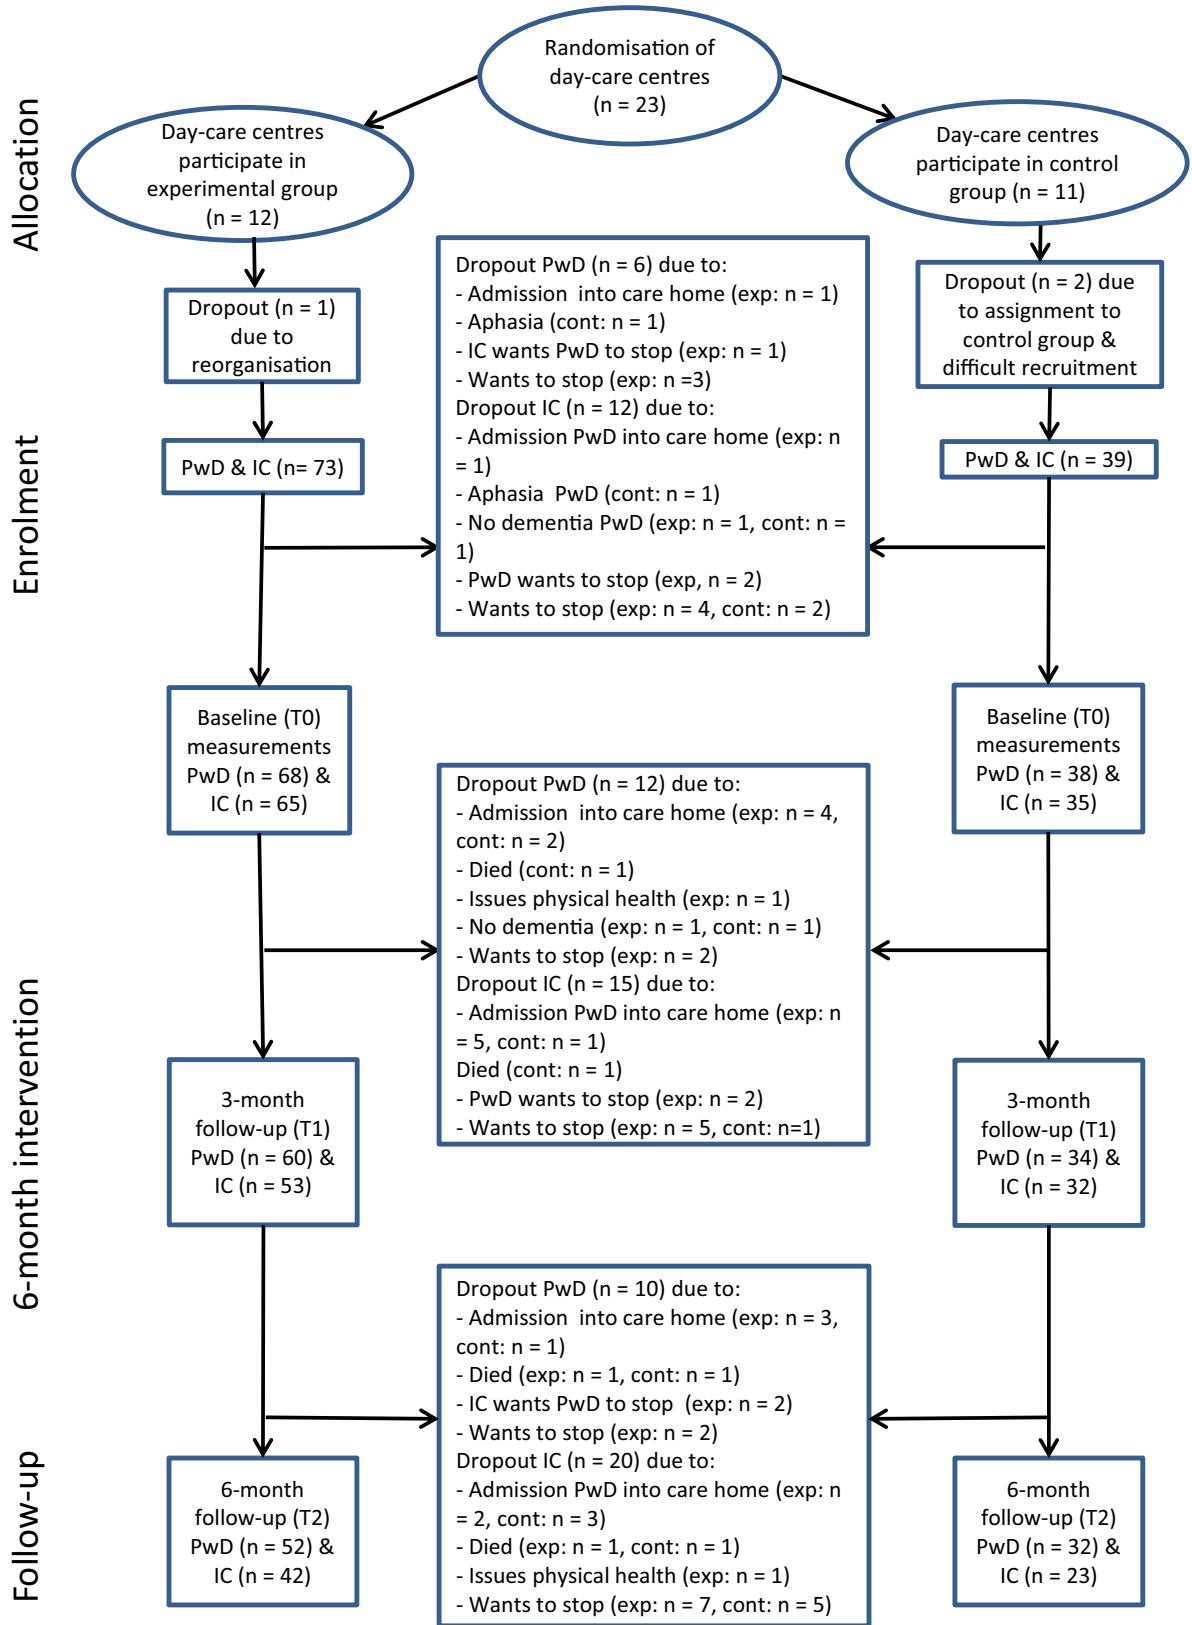 Randomisation of
day-care centres
(n = 23)
Allocation
Day-care centres
participate in
experimental group
(n = 12)
Day-care centres
participate in control
group (n = 11)
Dropout (n = 1)
due to
reorganisation
Dropout (n = 2) due
to assignment to
control group &
difficult recruitment
Enrolment
PwD & IC (n= 73)
PwD & IC (n = 39)
Dropout PwD (n = 6) due to:
- Admission  into care home (exp: n = 1)
- Aphasia (cont: n = 1)
- IC wants PwD to stop (exp: n = 1)
- Wants to stop (exp: n =3)
Dropout IC (n = 12) due to:
- Admission PwD into care home (exp: n
= 1)
- Aphasia  PwD (cont: n = 1)
- No dementia PwD (exp: n = 1, cont: n =
1)
- PwD wants to stop (exp, n = 2)
- Wants to stop (exp: n = 4, cont: n = 2)
Baseline (T0)
measurements
PwD (n = 68) &
IC (n = 65)
Baseline (T0)
measurements
PwD (n = 38) &
IC (n = 35)
6-month intervention
Dropout PwD (n = 12) due to:
- Admission  into care home (exp: n = 4,
cont: n = 2)
- Died (cont: n = 1)
- Issues physical health (exp: n = 1)
- No dementia (exp: n = 1, cont: n = 1)
- Wants to stop (exp: n = 2)
Dropout IC (n = 15) due to:
- Admission PwD into care home (exp: n
= 5, cont: n = 1)
Died (cont: n = 1)
- PwD wants to stop (exp: n = 2)
- Wants to stop (exp: n = 5, cont: n=1)
3-month
follow-up (T1)
PwD (n = 60) &
IC (n = 53)
3-month
follow-up (T1)
PwD (n = 34) &
IC (n = 32)
Dropout PwD (n = 10) due to:
- Admission  into care home (exp: n = 3,
cont: n = 1)
- Died (exp: n = 1, cont: n = 1)
- IC wants PwD to stop  (exp: n = 2)
- Wants to stop (exp: n = 2)
Dropout IC (n = 20) due to:
- Admission PwD into care home (exp: n
= 2, cont: n = 3)
- Died (exp: n = 1, cont: n = 1)
- Issues physical health (exp: n = 1)
- Wants to stop (exp: n = 7, cont: n = 5)
Follow-up
6-month
follow-up (T2)
PwD (n = 52) &
IC (n = 42)
6-month
follow-up (T2)
PwD (n = 32) &
IC (n = 23)